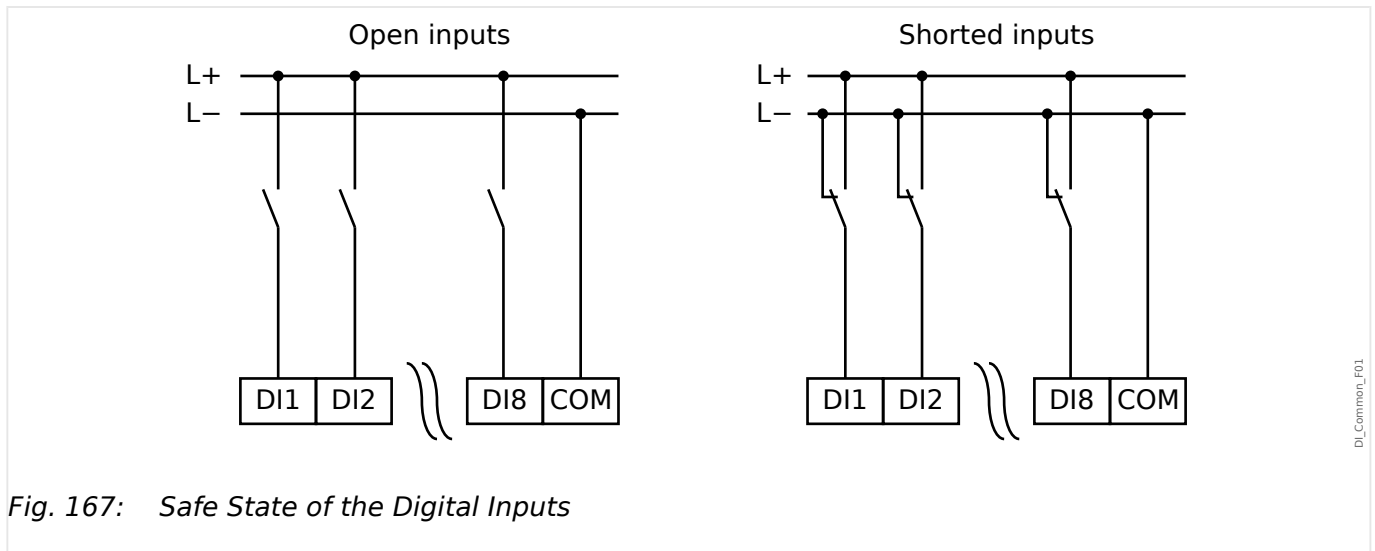 Open inputs
L+
L−
DI1 DI2 DI8 COM
Shorted inputs
L+
L−
DI1 DI2 DI8 COM
DI_Common_F01
Fig. 167: Safe State of the Digital Inputs